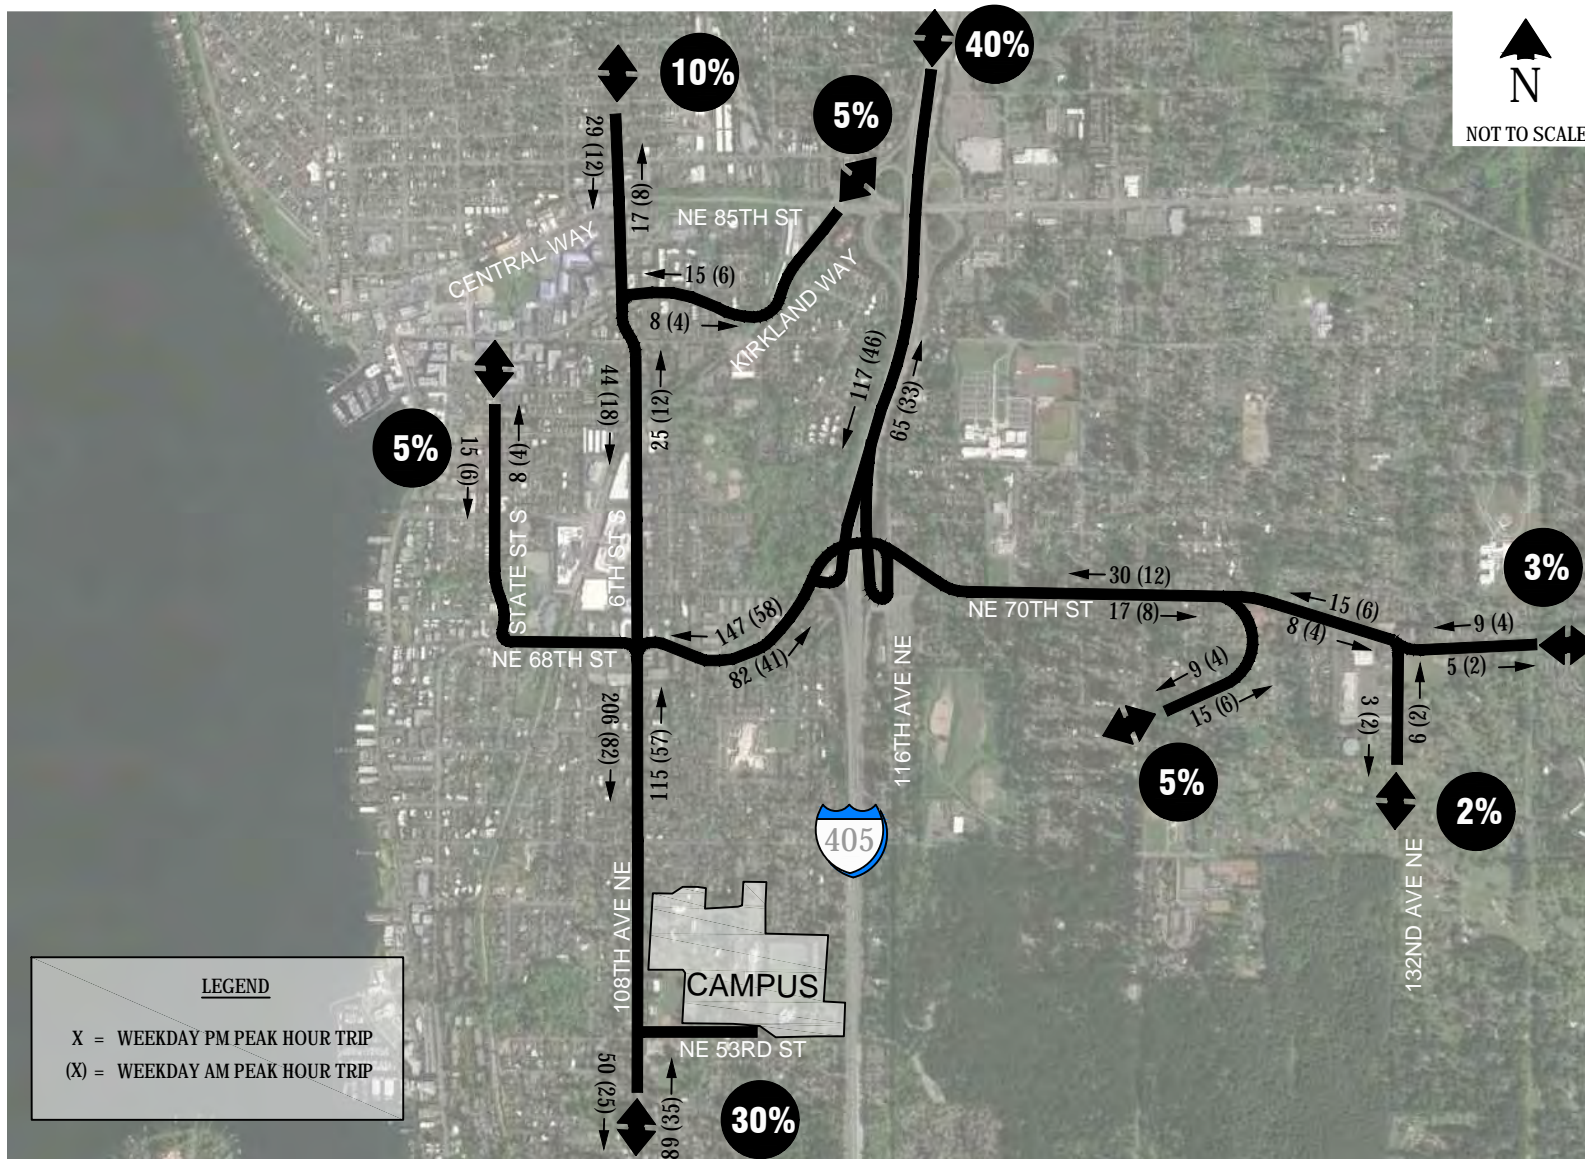 10%
40%
5%
N
NOT TO SCALE
29 (12)
17 (8)
NE 85TH ST
CENTRAL WAY
15 (6)
8 (4)
KIRKLAND WAY
117 (46)
65 (33)
44 (18)
25 (12)
5%
15 (6)
8 (4)
STATE ST S
6TH ST S
3%
30 (12)
NE 70TH ST
17 (8)
15 (6)
8 (4)
9 (4)
5 (2)
147 (58)
82 (41)
NE 68TH ST
9 (4)
15 (6)
5%
3 (2)
6 (2)
2%
206 (82)
115 (57)
116TH AVE NE
405
108TH AVE NE
132ND AVE NE
CAMPUS
NE 53RD ST
50 (25)
89 (35)
30%
LEGEND
X = WEEKDAY PM PEAK HOUR TRIP
(X) = WEEKDAY AM PEAK HOUR TRIP